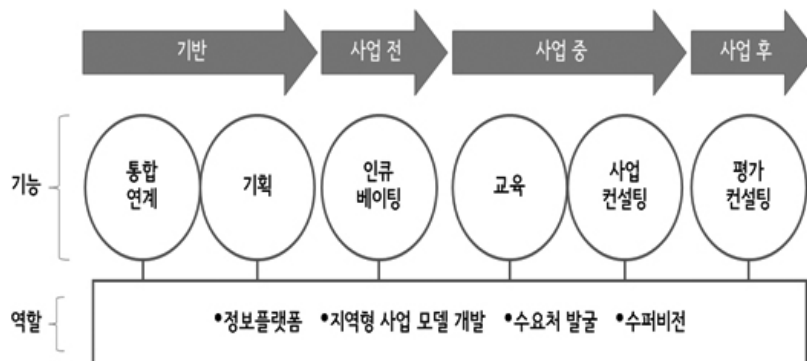 기반
사업 전
사업 중
사업 후
기능
통합
연계
기획
인큐
베이팅
교육
사업
컨설팅
평가
컨설팅
역할
•정보플랫폼 •지역형 사업 모델 개발 •수요처 발굴 •수퍼비전